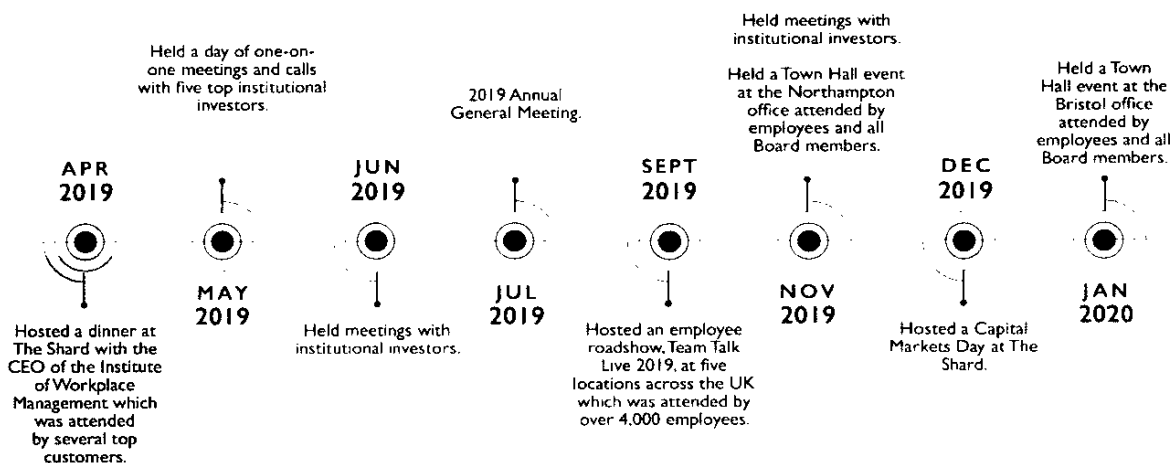 APR
2019
Hosted a dinner at
The Shard with the
CEO of the Institute
of Workplace
Management which
was attended
by several top
customers.
Held a day of one-on-
one meetings and calls
with five top institutional
investors.
MAY
2019
JUN
2019
Held meetings with
institutional investors.
2019 Annual
General Meeting.
JUL
2019
SEPT
2019
Hosted an employee
roadshow, Team Talk
Live 2019, at five
locations across the UK
which was attended by
over 4,000 employees.
Held meetings with
institutional investors.
Held a Town Hall event
at the Northampton
office attended by
employees and all
Board members.
NOV
2019
DEC
2019
Hosted a Capital
Markets Day at The
Shard.
Held a Town
Hall event at the
Bristol office
attended by
employees and all
Board members.
JAN
2020